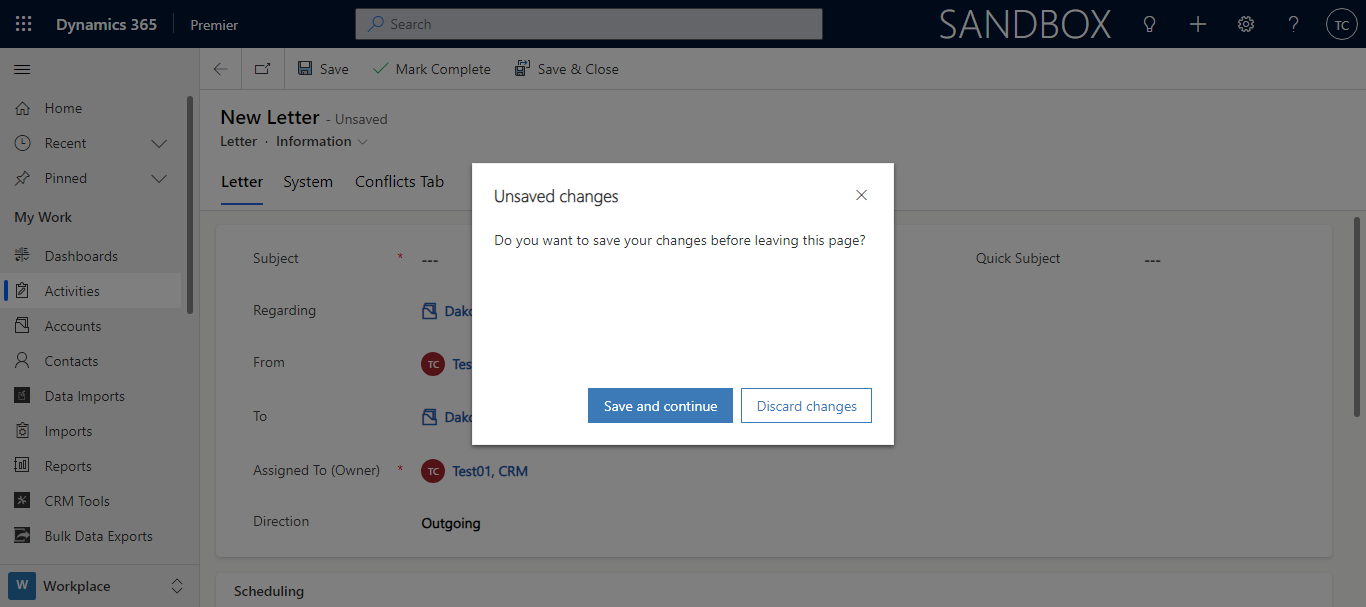 Dynamics 365 Premier Search SANDBOX ? TC
Save Mark Complete Save & Close
Home
Recent
Pinned
My Work
Dashboards
Activities
Accounts
Contacts
Data Imports
Imports
Reports
CRM Tools
Bulk Data Exports
W Workplace
New Letter - Unsaved
Letter · Information
Letter System Conflicts Tab
Unsaved changes
Do you want to save your changes before leaving this page?
Save and continue Discard changes
Subject * --- Quick Subject ---
Regarding
From TC
To
Assigned To (Owner) * TC Test01, CRM
Direction Outgoing
Scheduling